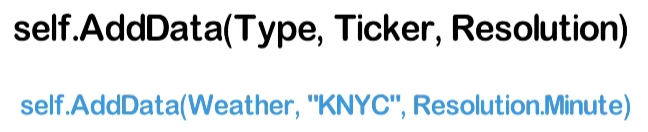 self.AddData(Type, Ticker, Resolution)
self.AddData(Weather, "KNYC", Resolution.Minute)